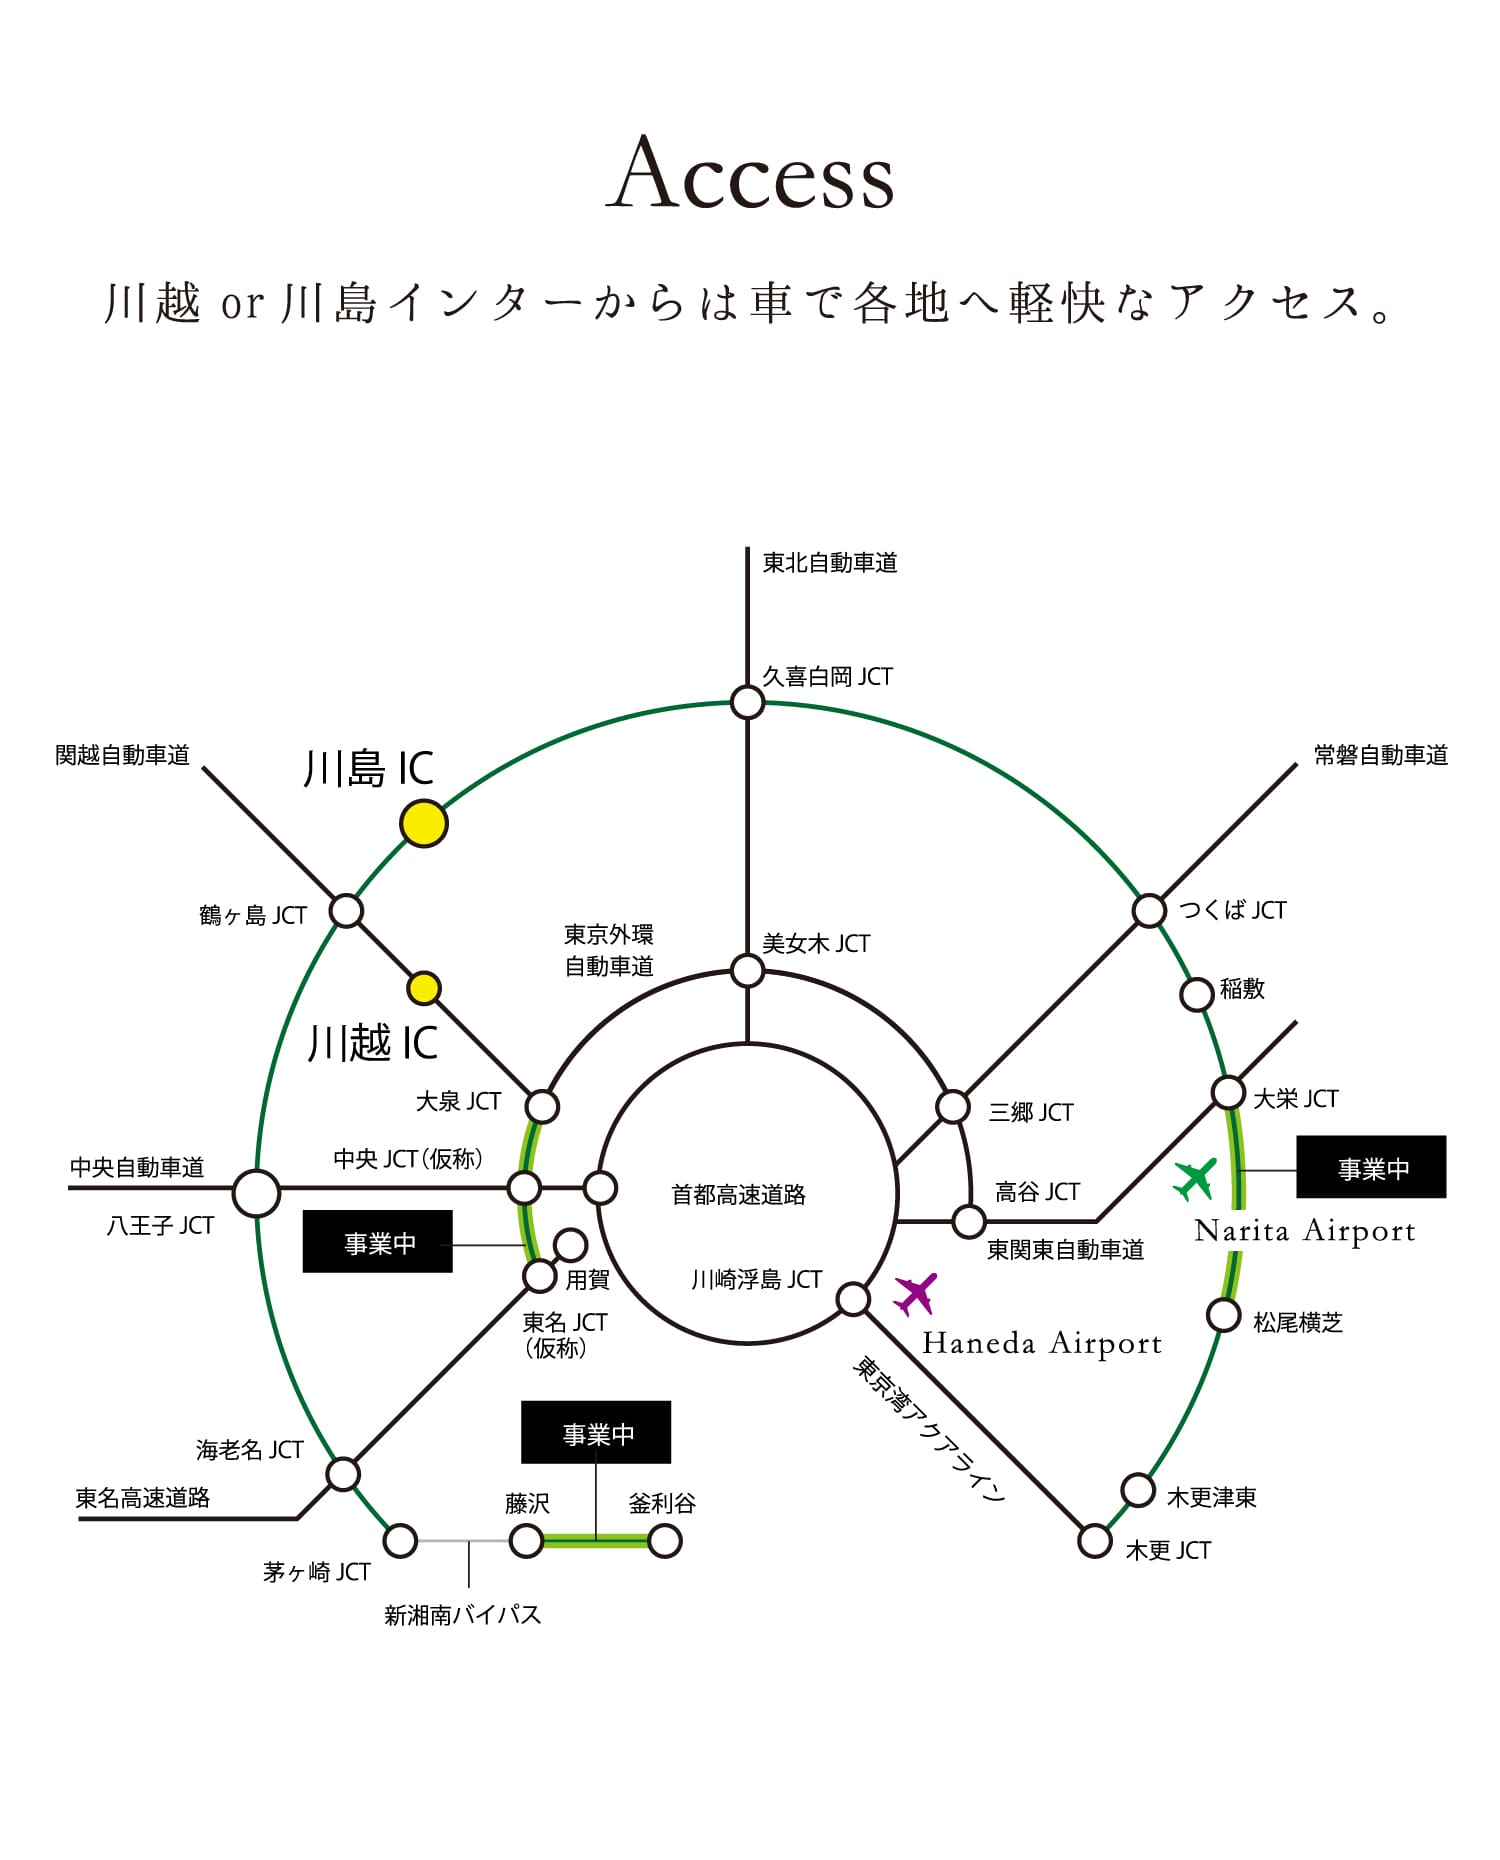 Access
川越 or 川島インターからは車で各地へ軽快なアクセス。
東北自動車道
久喜白岡 JCT
関越自動車道
川島 IC
常磐自動車道
鶴ヶ島 JCT
つくば JCT
東京外環
自動車道
美女木 JCT
稲敷
川越 IC
大泉 JCT
三郷 JCT
大栄 JCT
中央自動車道
中央 JCT（仮称）
事業中
首都高速道路
高谷 JCT
八王子 JCT
Narita Airport
事業中
東関東自動車道
用賀
川崎浮島 JCT
東名 JCT
（仮称）
松尾横芝
Haneda Airport
東京湾アクアライン
事業中
海老名 JCT
東名高速道路
藤沢
釜利谷
木更津東
木更 JCT
茅ヶ崎 JCT
新湘南バイパス